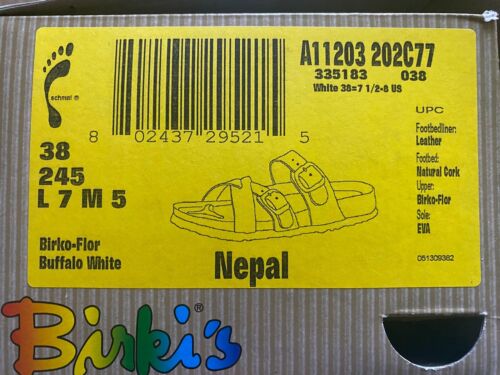 A11203 202C77
335183 038
White 38=7 1/2-8 US
schmal ®
8 02437 29521 5
UPC
Footbedliner:
Leather
Footbed:
Natural Cork
Upper:
Birko-Flor
Sole:
EVA
051309362
38
245
L 7 M 5
Birko-Flor
Buffalo White
Nepal
Birki's®